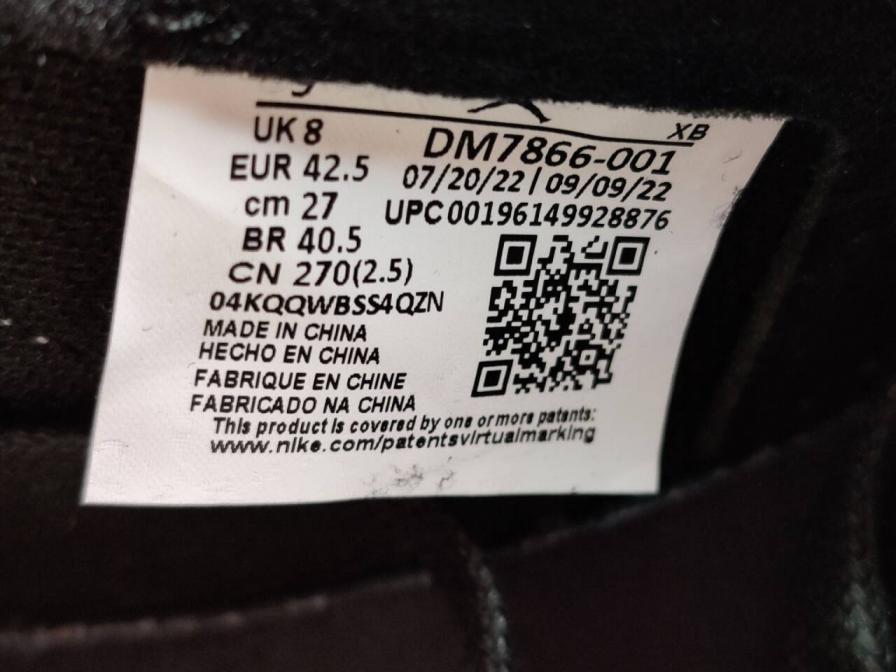 XB
UK 8
DM7866-001
EUR 42.5
07/20/22 | 09/09/22
cm 27
UPC 00196149928876
BR 40.5
CN 270(2.5)
04KQQWBSS4QZN
MADE IN CHINA
HECHO EN CHINA
FABRIQUE EN CHINE
FABRICADO NA CHINA
This product is covered by one or more patents:
www.nike.com/patentsvirtualmarking